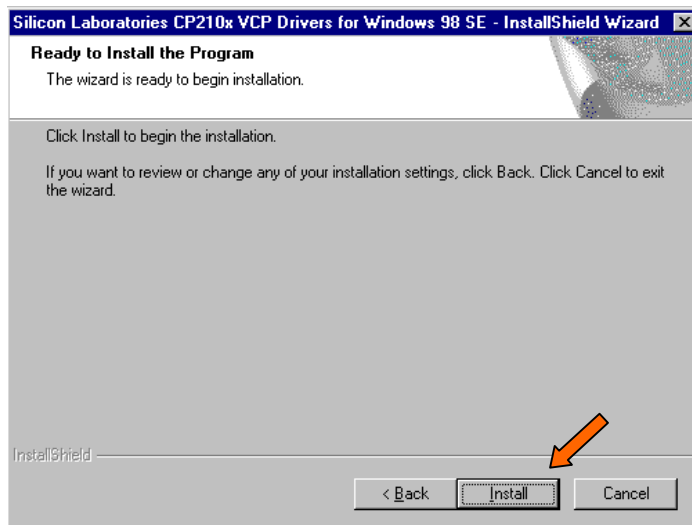 Silicon Laboratories CP210x VCP Drivers for Windows 98 SE - InstallShield Wizard
Ready to Install the Program
The wizard is ready to begin installation.
Click Install to begin the installation.
If you want to review or change any of your installation settings, click Back. Click Cancel to exit
the wizard.
InstallShield
< Back Install Cancel